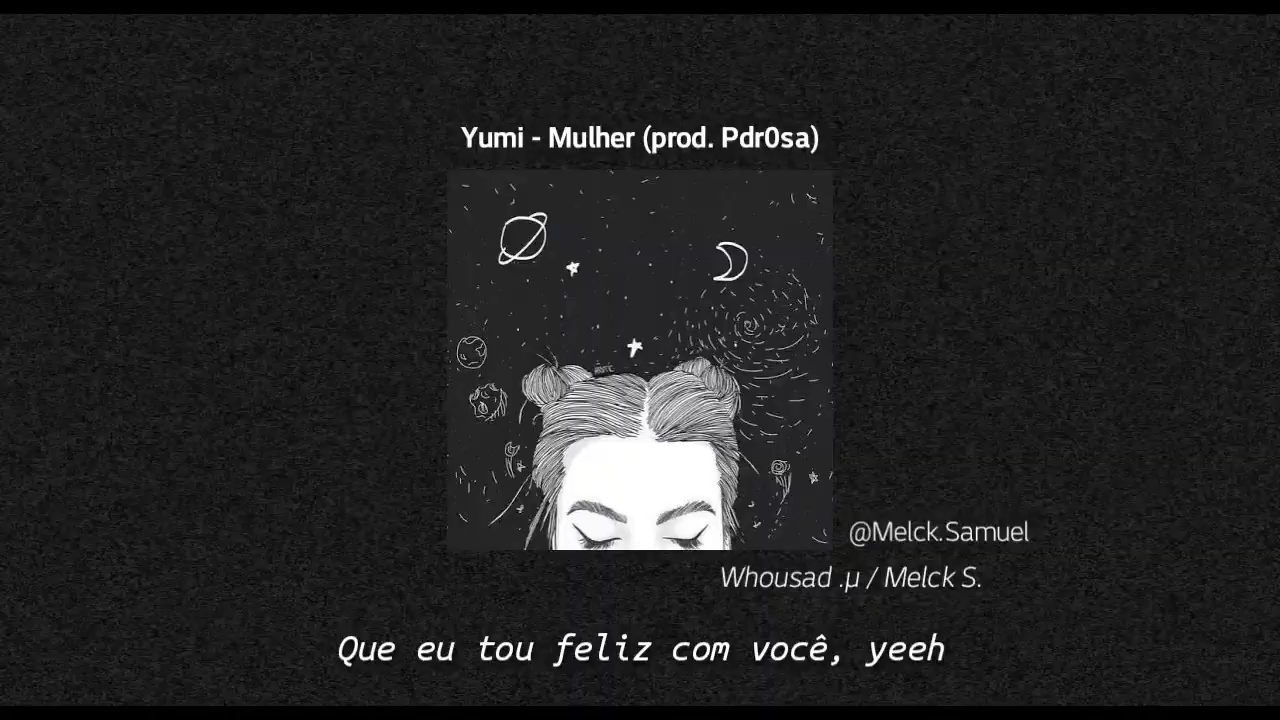 Yumi - Mulher (prod. Pdr0sa)
@Melck.Samuel
Whousad .µ / Melck S.
Que eu tou feliz com você, yeeh